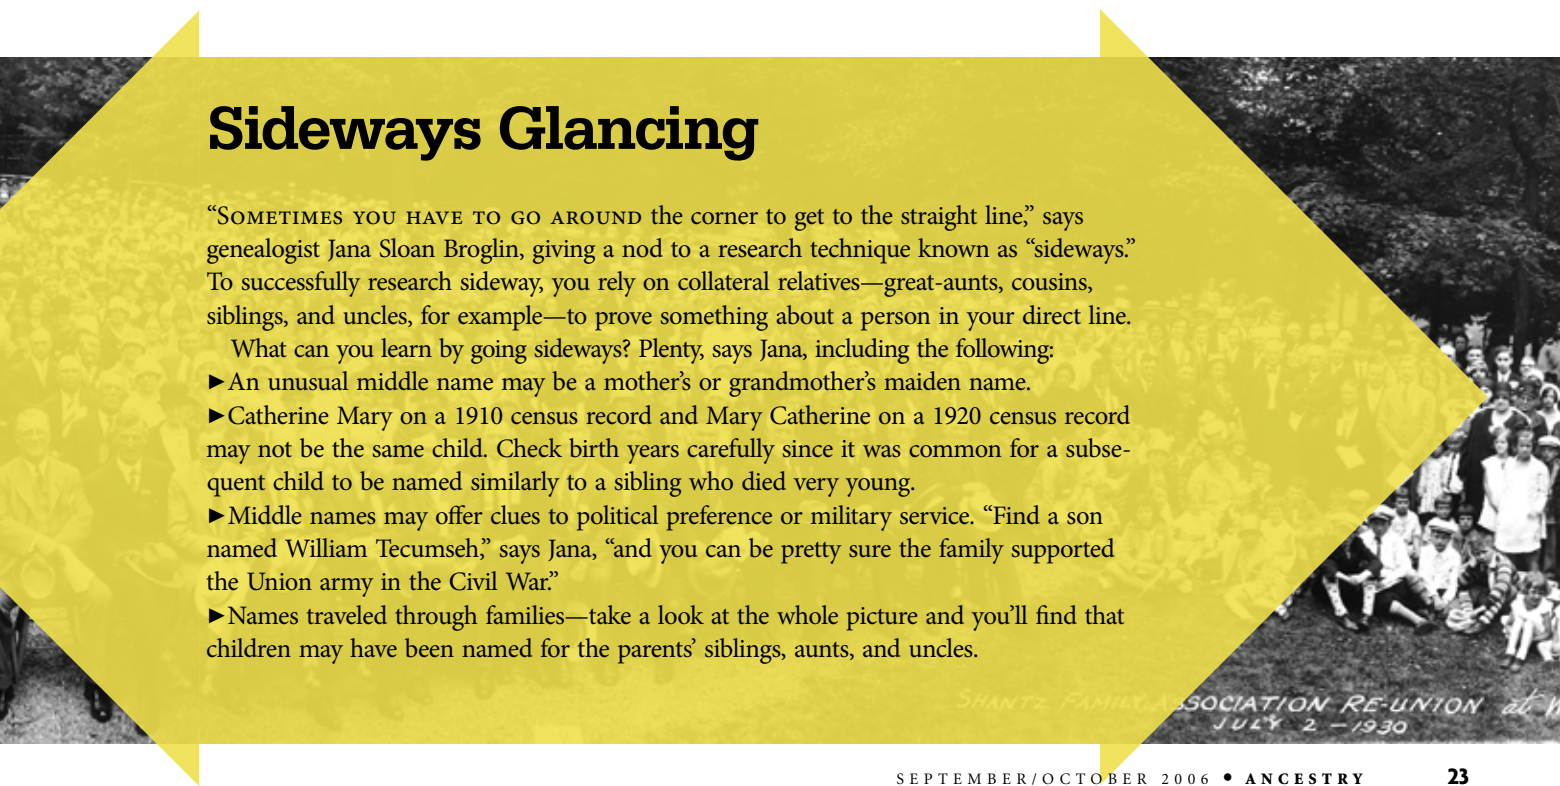 Sideways Glancing
“SOMETIMES YOU HAVE TO GO AROUND the corner to get to the straight line,” says
genealogist Jana Sloan Broglin, giving a nod to a research technique known as “sideways.”
To successfully research sideway, you rely on collateral relatives—great-aunts, cousins,
siblings, and uncles, for example—to prove something about a person in your direct line.
What can you learn by going sideways? Plenty, says Jana, including the following:
►An unusual middle name may be a mother’s or grandmother’s maiden name.
►Catherine Mary on a 1910 census record and Mary Catherine on a 1920 census record
may not be the same child. Check birth years carefully since it was common for a subse-
quent child to be named similarly to a sibling who died very young.
►Middle names may offer clues to political preference or military service. “Find a son
named William Tecumseh,” says Jana, “and you can be pretty sure the family supported
the Union army in the Civil War.”
►Names traveled through families—take a look at the whole picture and you’ll find that
children may have been named for the parents’ siblings, aunts, and uncles.
SHANTZ FAMILY ASSOCIATION RE-UNION at
JULY 2 – 1930
SEPTEMBER/OCTOBER 2006 • ANCESTRY 23